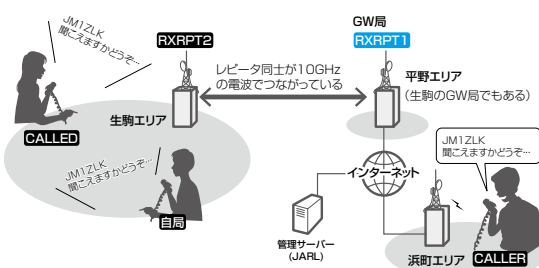 JM1ZLK
聞こえますかどうぞ…
RXRPT2
GW局
RXRPT1
レピータ同士が10GHz
の電波でつながっている
平野エリア
(生駒のGW局でもある)
生駒エリア
CALLED
JM1ZLK
聞こえますかどうぞ…
自局
インターネット
JM1ZLK
聞こえますかどうぞ…
管理サーバー
(JARL)
浜町エリア
CALLER